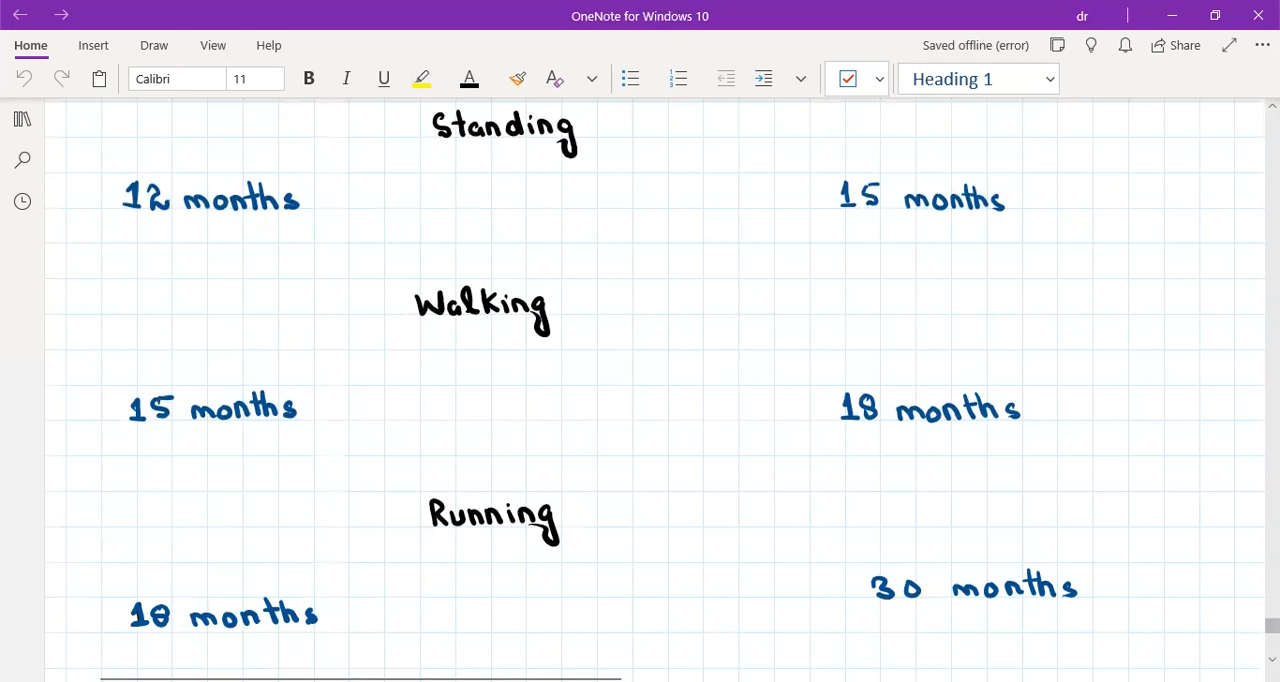 OneNote for Windows 10
dr
Home Insert Draw View Help
Saved offline (error)
Share
Calibri 11 B I U A A Heading 1
Standing
12 months 15 months
Walking
15 months 18 months
Running
30 months
18 months